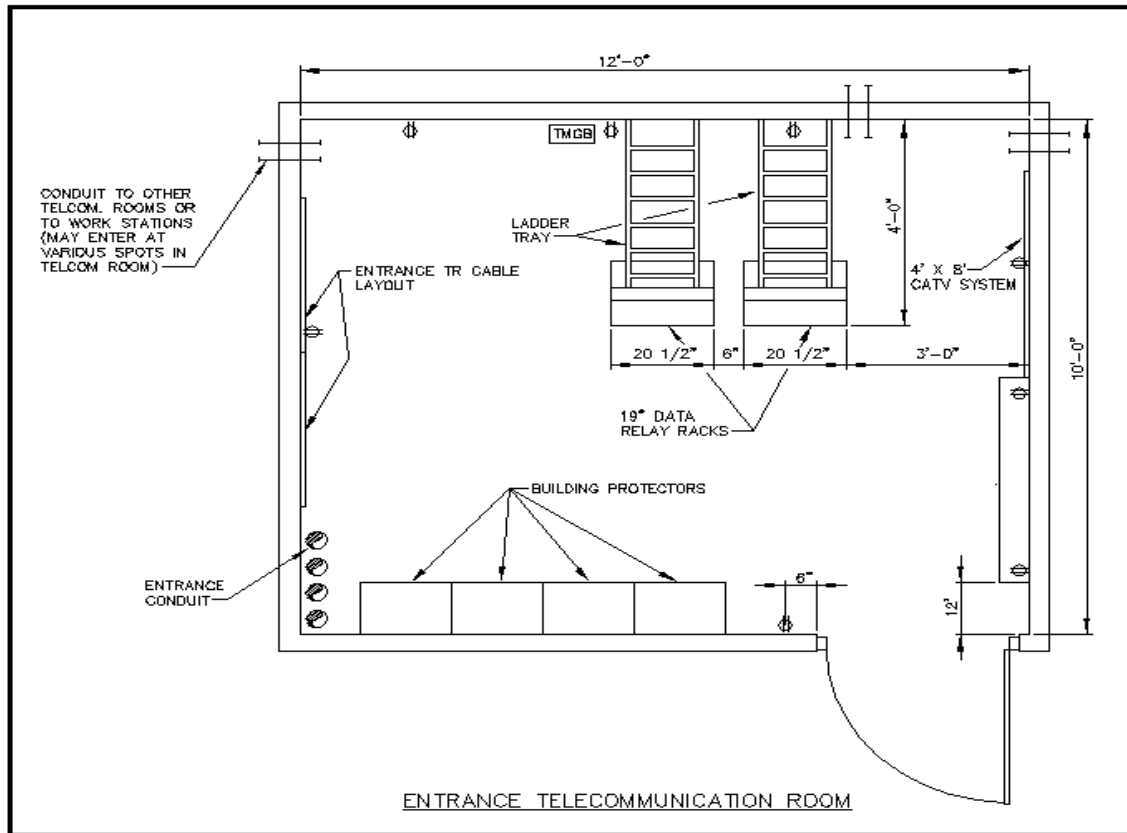 12'-0"
TMGB
CONDUIT TO OTHER
TELCOM. ROOMS OR
TO WORK STATIONS
(MAY ENTER AT
VARIOUS SPOTS IN
TELCOM ROOM)
LADDER
TRAY
4'-0"
ENTRANCE TR CABLE
LAYOUT
4' X 8'
CATV SYSTEM
20 1/2"
6"
20 1/2"
3'-0"
10'-0"
19" DATA
RELAY RACKS
BUILDING PROTECTORS
ENTRANCE
CONDUIT
6"
12"
ENTRANCE TELECOMMUNICATION ROOM